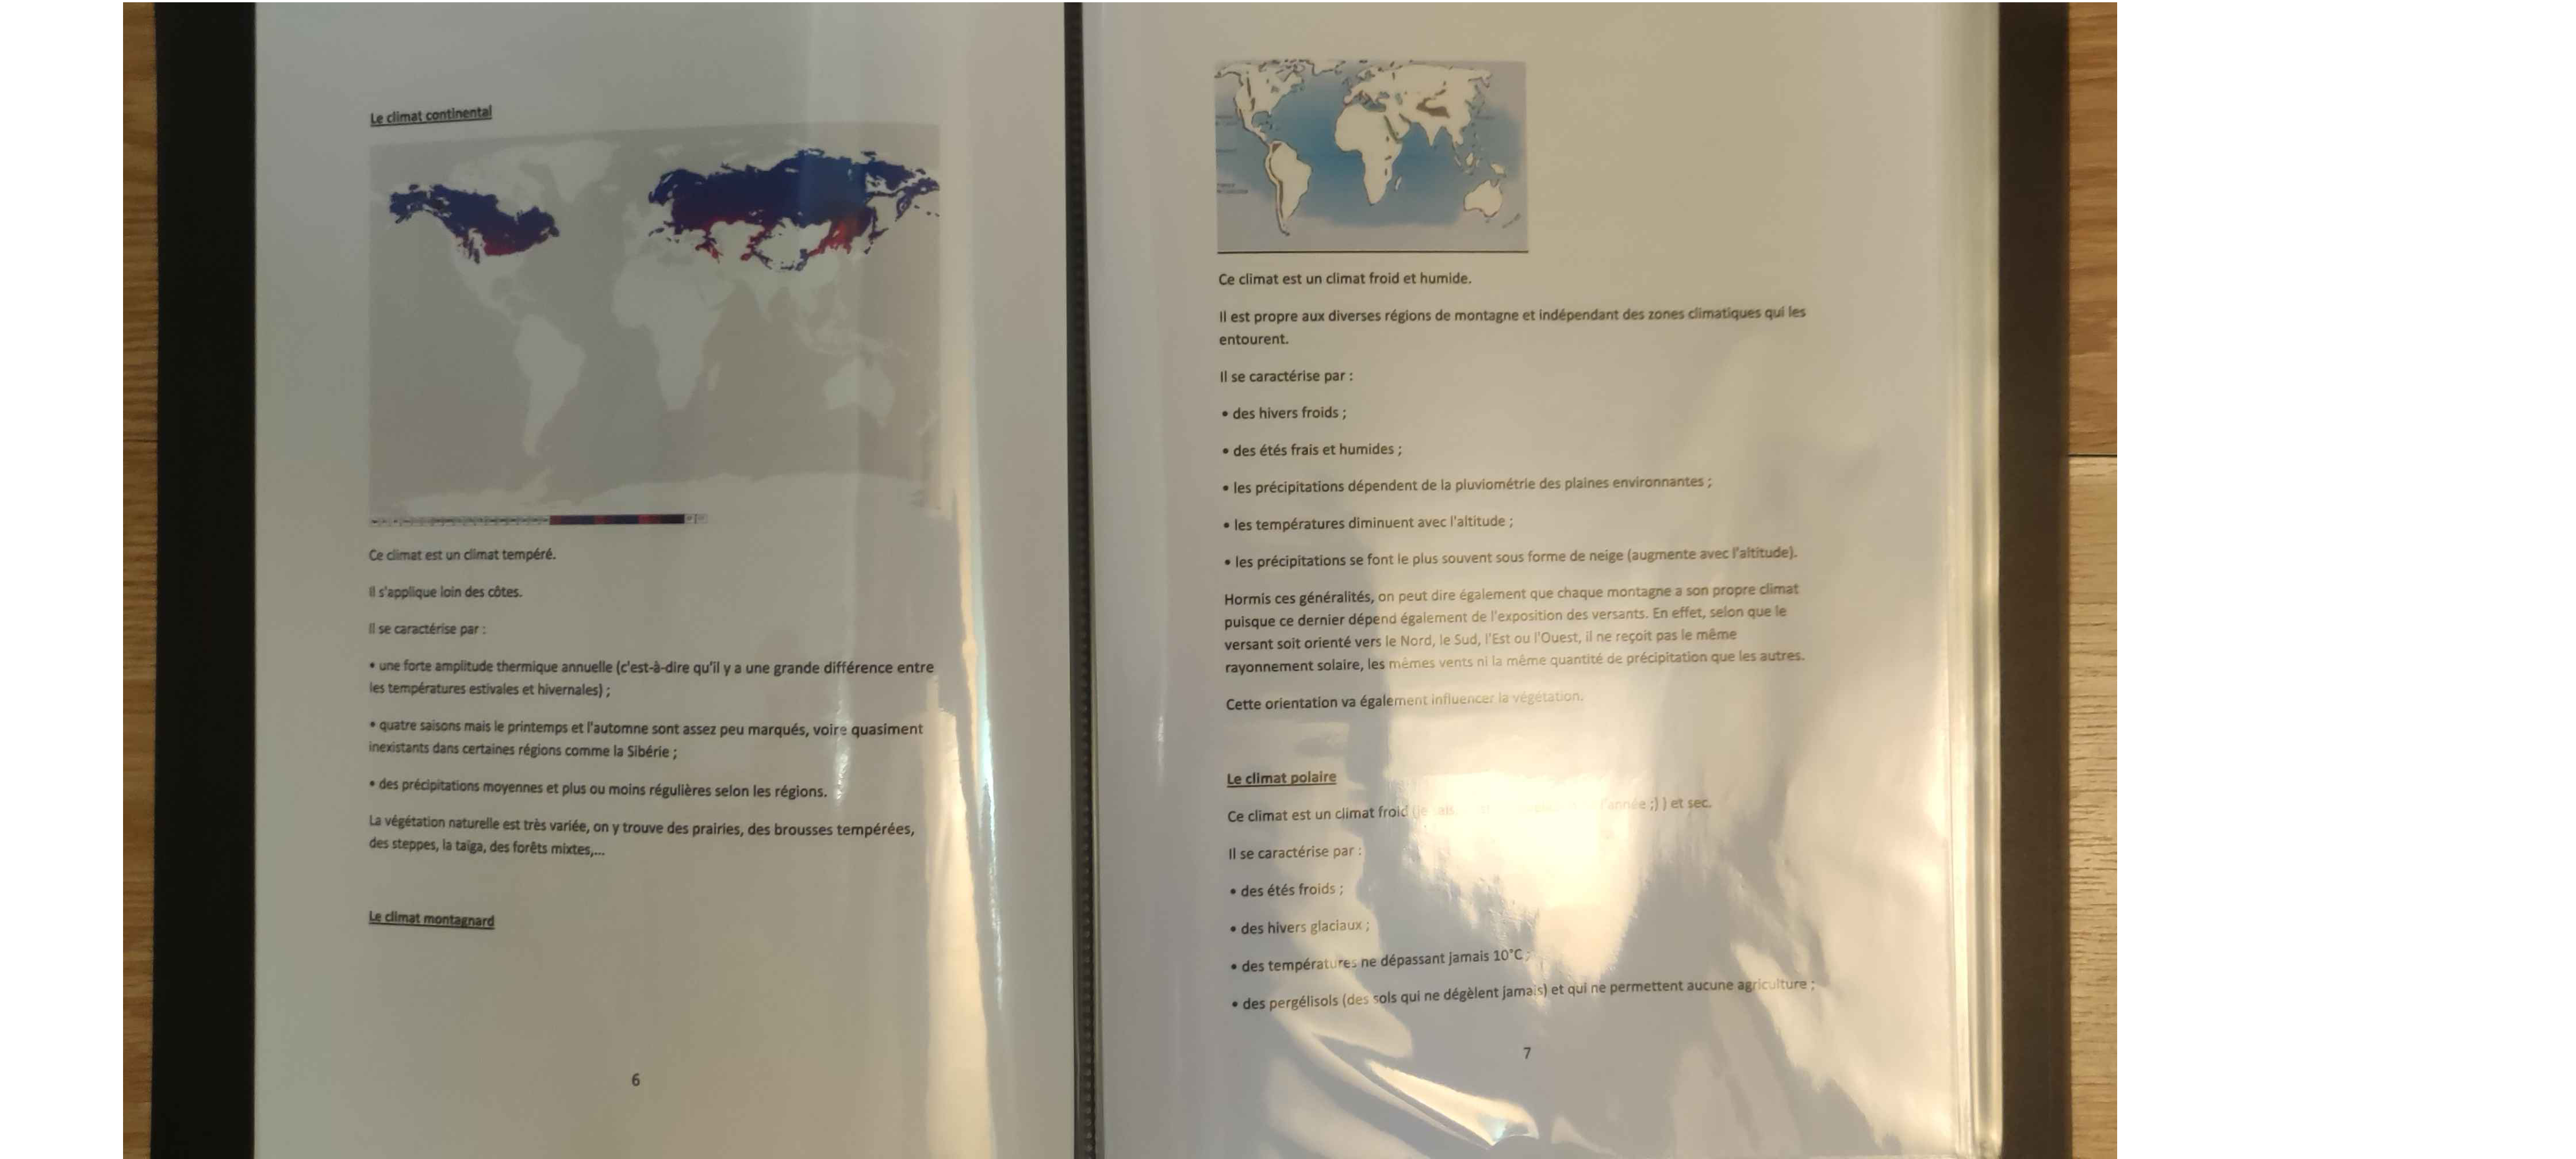 Le climat continental
Ce climat est un climat tempéré.
Il s'applique loin des côtes.
Il se caractérise par :
• une forte amplitude thermique annuelle (c'est-à-dire qu'il y a une grande différence entre
les températures estivales et hivernales) ;
• quatre saisons mais le printemps et l'automne sont assez peu marqués, voire quasiment
inexistants dans certaines régions comme la Sibérie ;
• des précipitations moyennes et plus ou moins régulières selon les régions.
La végétation naturelle est très variée, on y trouve des prairies, des brousses tempérées,
des steppes, la taïga, des forêts mixtes,...
Le climat montagnard
6
Ce climat est un climat froid et humide.
Il est propre aux diverses régions de montagne et indépendant des zones climatiques qui les
entourent.
Il se caractérise par :
• des hivers froids ;
• des étés frais et humides ;
• les précipitations dépendent de la pluviométrie des plaines environnantes ;
• les températures diminuent avec l'altitude ;
• les précipitations se font le plus souvent sous forme de neige (augmente avec l'altitude).
Hormis ces généralités, on peut dire également que chaque montagne a son propre climat
puisque ce dernier dépend également de l'exposition des versants. En effet, selon que le
versant soit orienté vers le Nord, le Sud, l'Est ou l'Ouest, il ne reçoit pas le même
rayonnement solaire, les mêmes vents ni la même quantité de précipitation que les autres.
Cette orientation va également influencer la végétation.
Le climat polaire
Ce climat est un climat froid (je l'année ;) ) et sec.
Il se caractérise par :
• des étés froids ;
• des hivers glaciaux ;
• des températures ne dépassant jamais 10°C ;
• des pergélisols (des sols qui ne dégèlent jamais) et qui ne permettent aucune agriculture ;
7